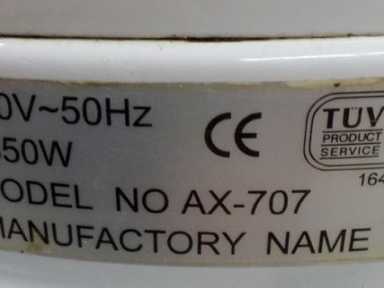 0V~50Hz
50W
CE
TÜV
PRODUCT
SERVICE
164
ODEL NO AX-707
MANUFACTORY NAME